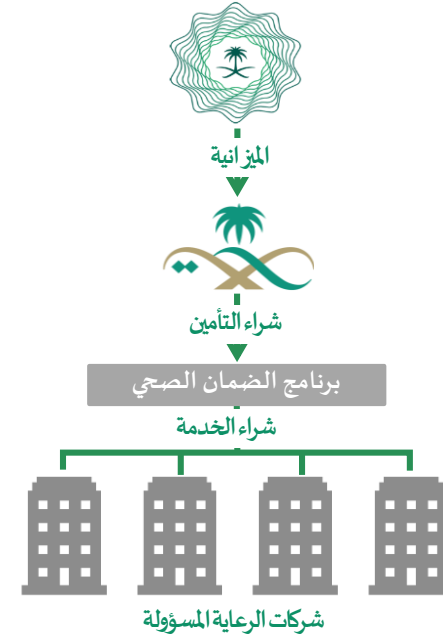 الميزانية
شراء التأمين
برنامج الضمان الصحي
شراء الخدمة
شركات الرعاية المسؤولة